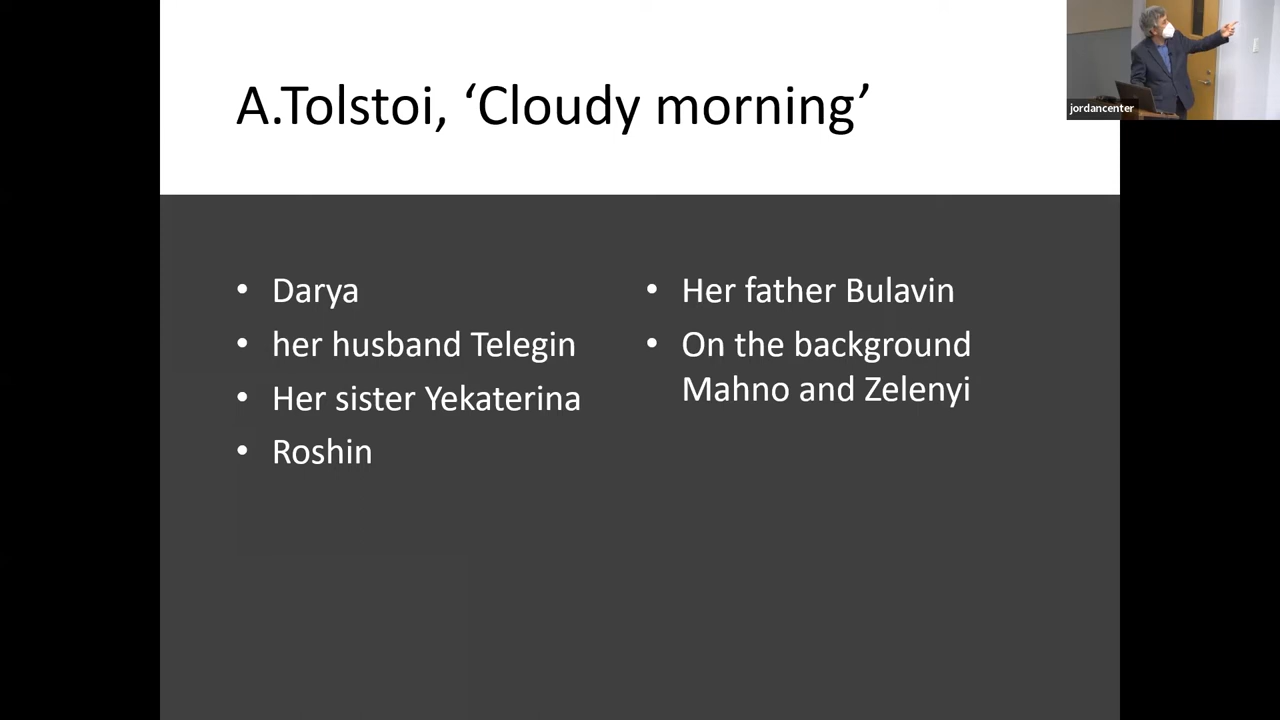 A.Tolstoi, ‘Cloudy morning’
jordancenter
• Darya
• her husband Telegin
• Her sister Yekaterina
• Roshin
• Her father Bulavin
• On the background
Mahno and Zelenyi